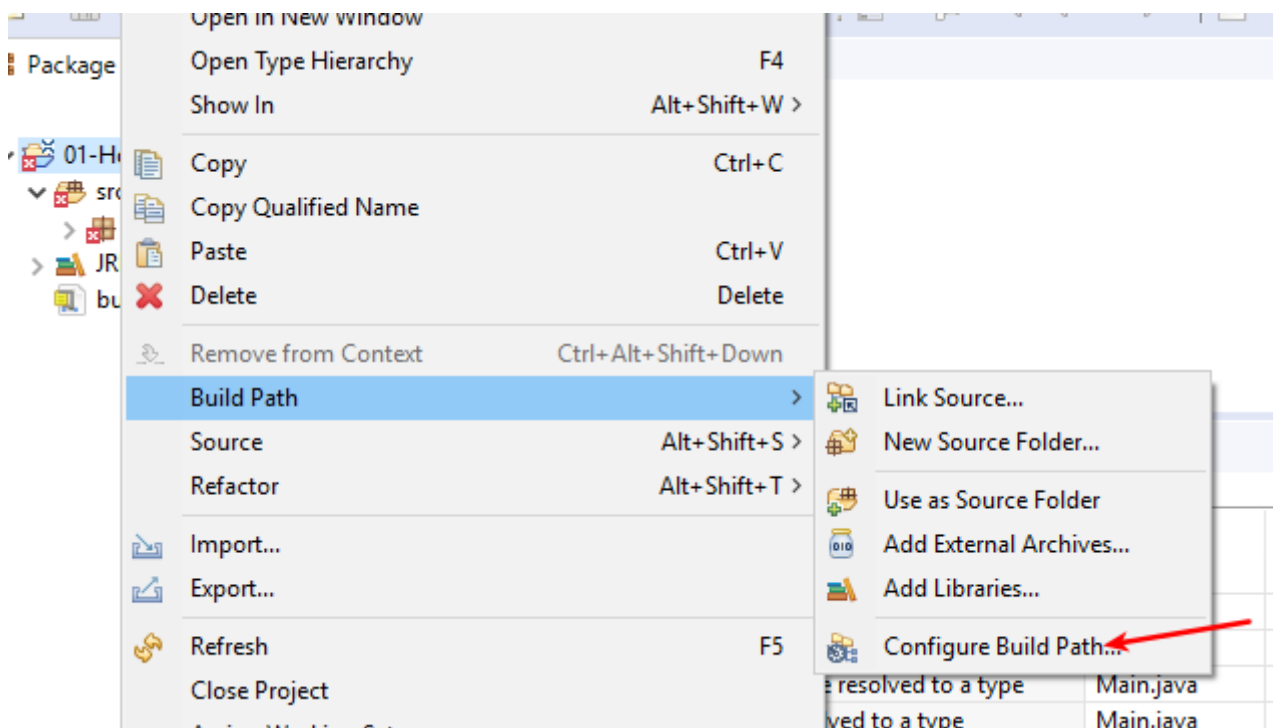 Open in New Window
Package
Open Type Hierarchy F4
Show In Alt+Shift+W >
01-H
Copy Ctrl+C
src
Copy Qualified Name
Paste Ctrl+V
JR
Delete Delete
bu
Remove from Context Ctrl+Alt+Shift+Down
Build Path >
Link Source...
Source Alt+Shift+S >
New Source Folder...
Refactor Alt+Shift+T >
Use as Source Folder
Import...
Add External Archives...
Export...
Add Libraries...
Refresh F5
Configure Build Path...
Close Project
e resolved to a type Main.java
ved to a type Main.java